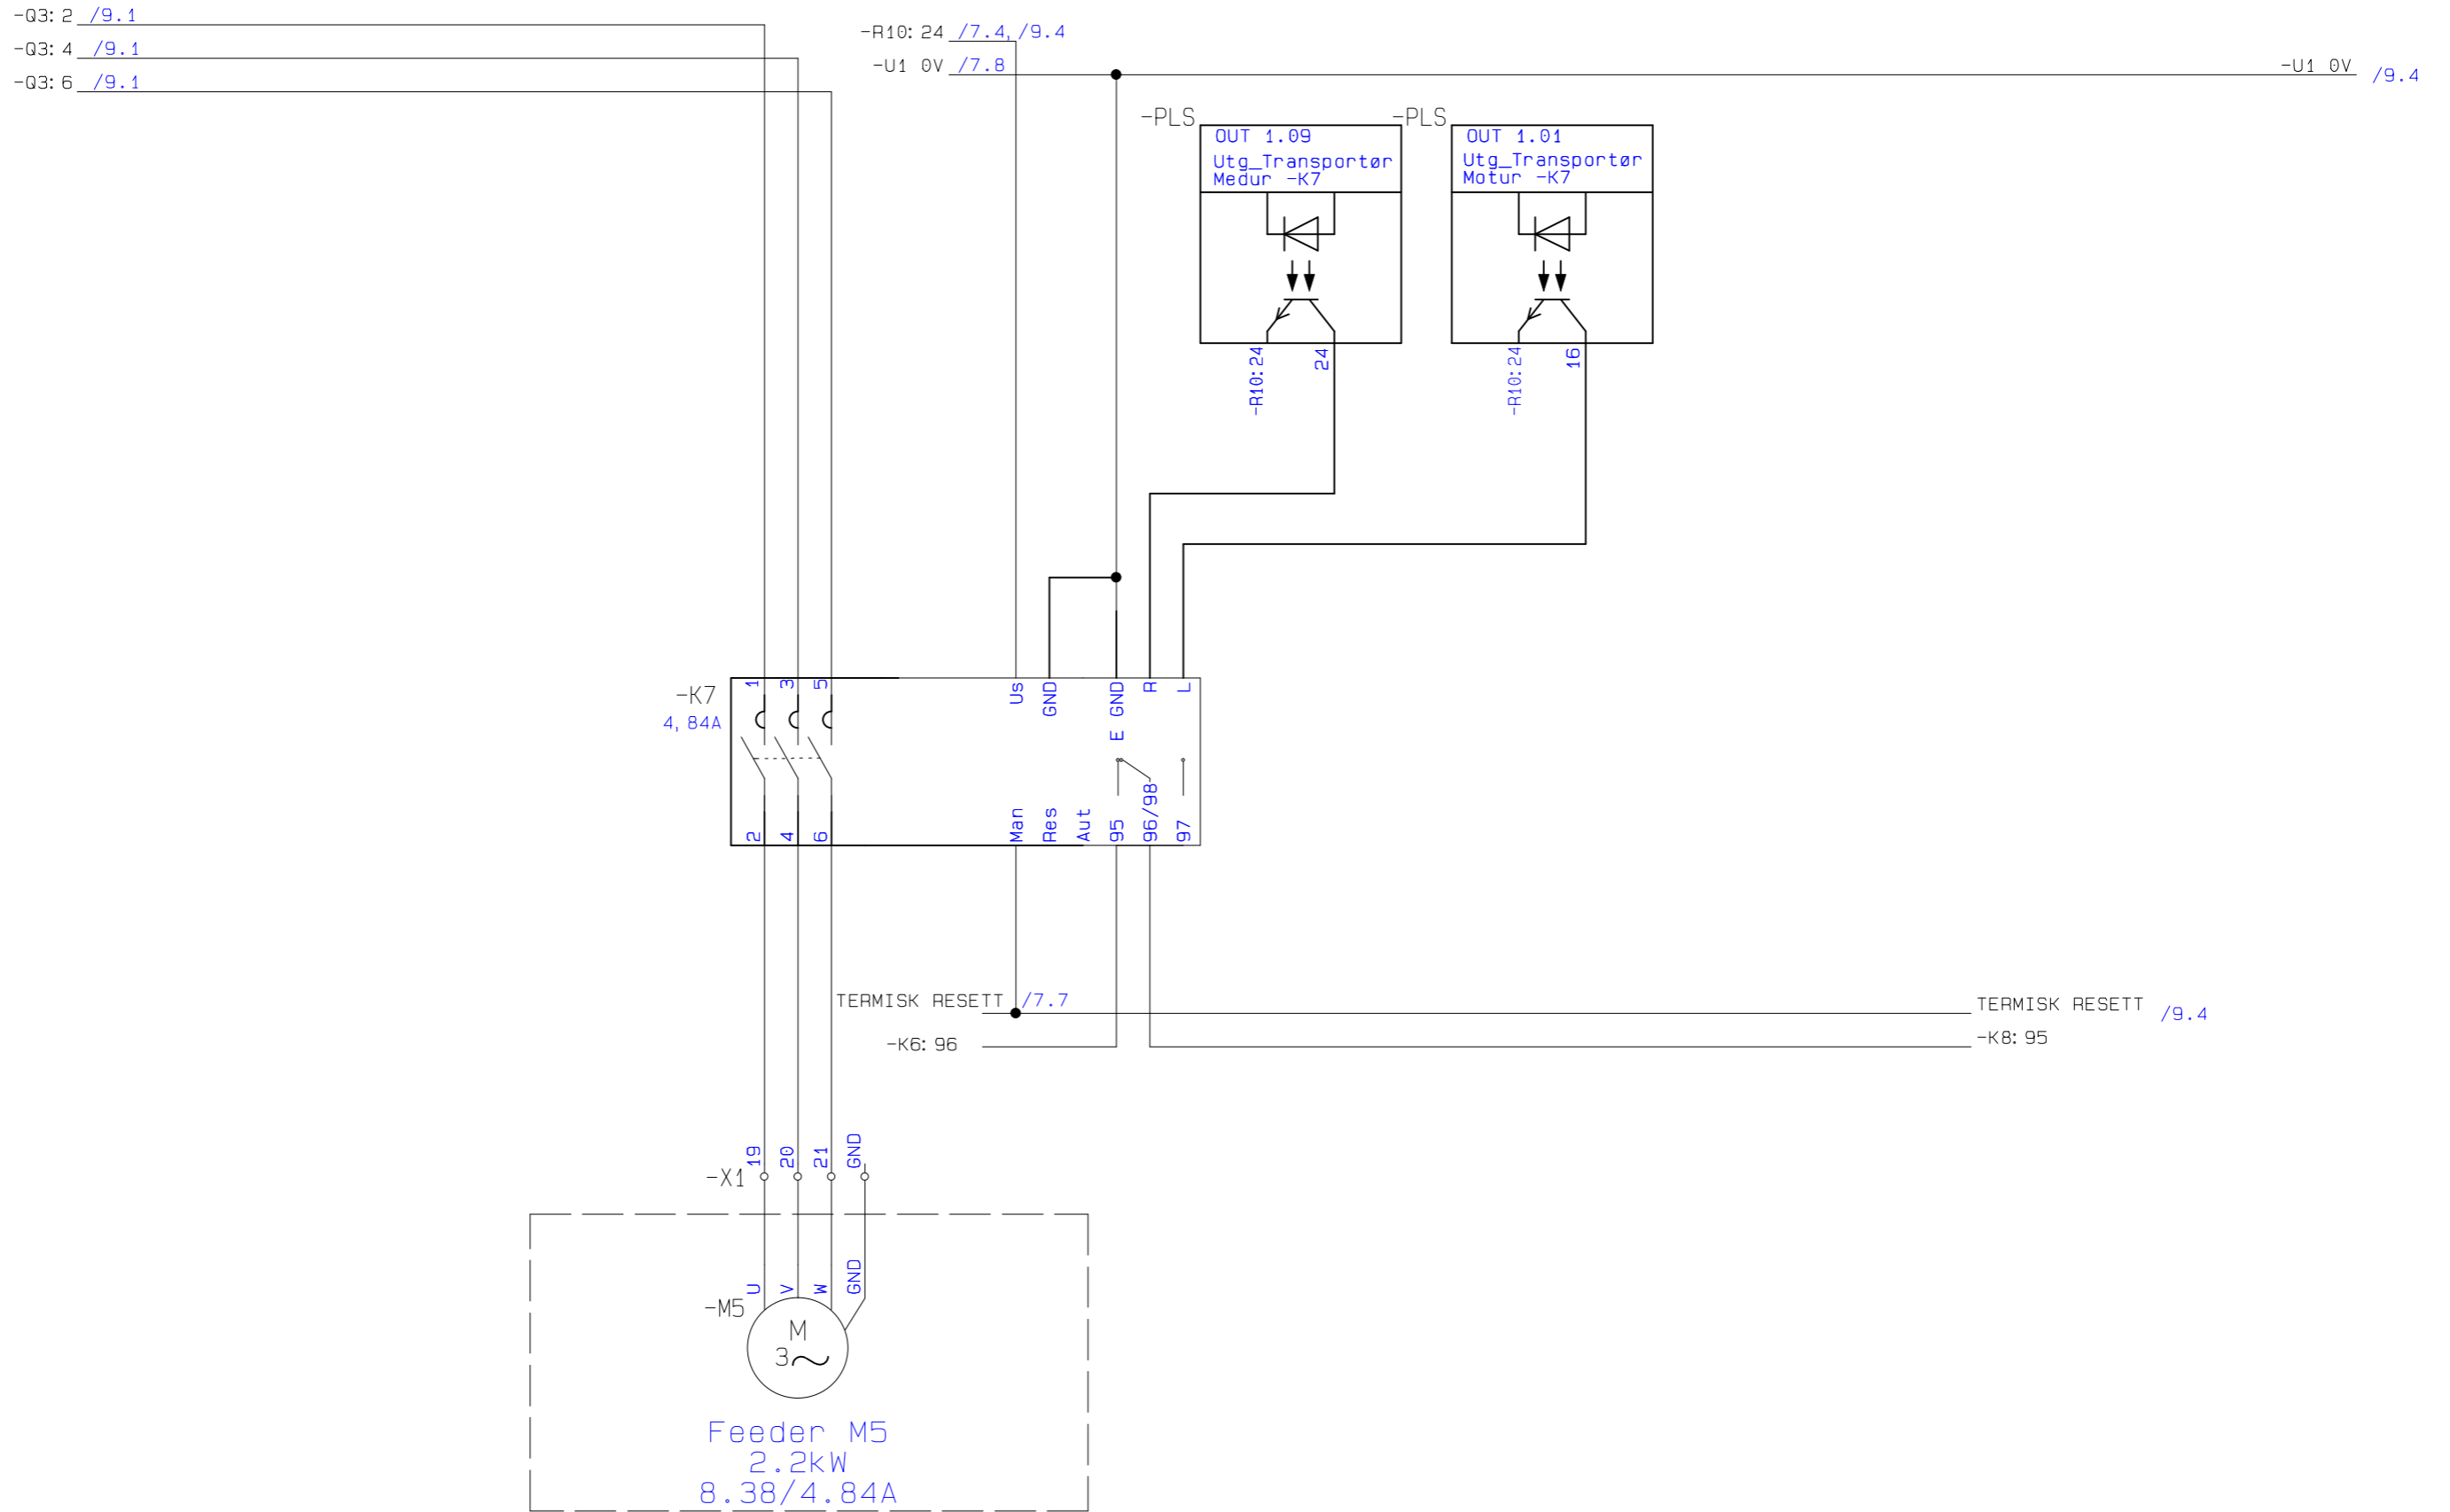 -Q3:2 /9.1
-Q3:4 /9.1
-Q3:6 /9.1
-R10:24 /7.4,/9.4
-U1 0V /7.8
-U1 0V /9.4
-PLS
OUT 1.09
Utg_Transportør
Medur -K7
-R10:24
24
-PLS
OUT 1.01
Utg_Transportør
Motur -K7
-R10:24
16
-K7
4,84A
1
3
5
Us
GND
E GND
R
L
2
4
6
Man
Res
Aut
95
96/98
97
TERMISK RESETT /7.7
-K6:96
TERMISK RESETT /9.4
-K8:95
-X1
19
20
21
GND
-M5
U
V
W
GND
M
3~
Feeder M5
2.2kW
8.38/4.84A